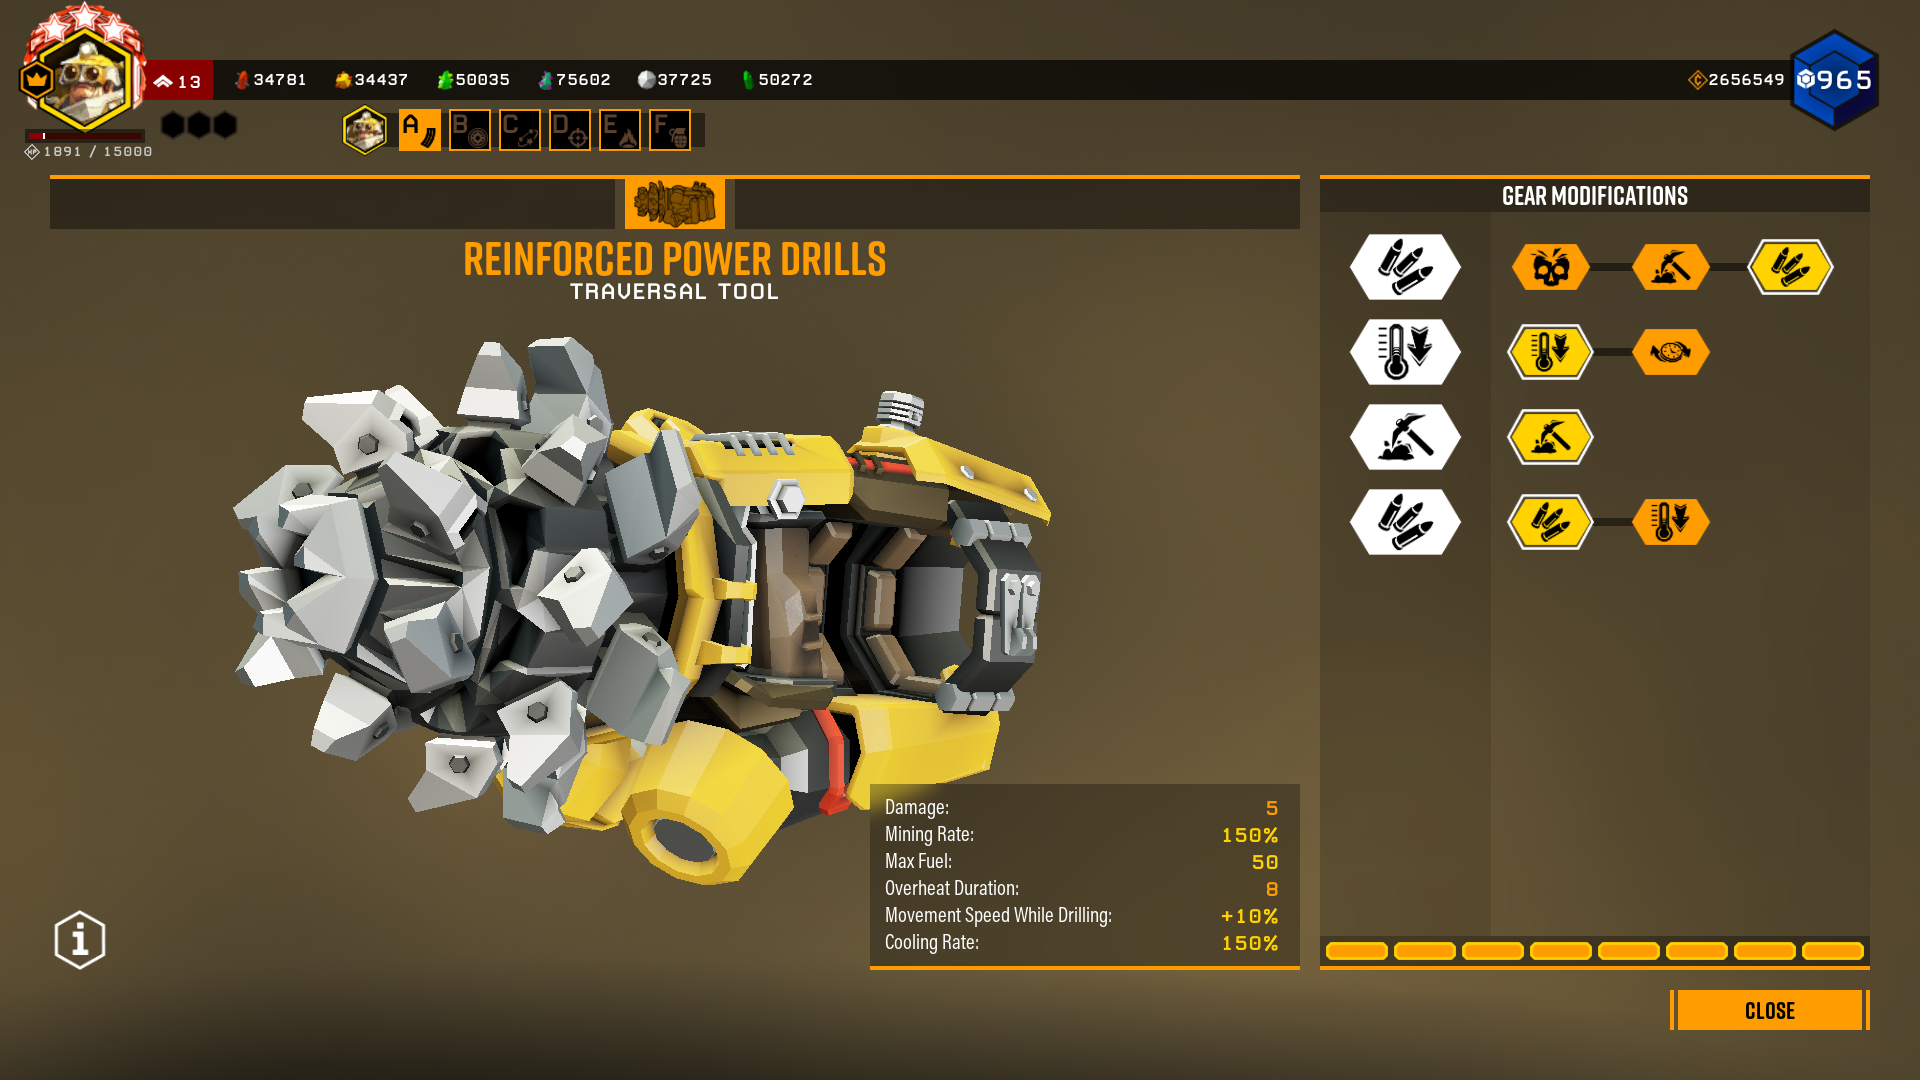 13
34781 34437 50035 75602 37725 50272
2656549
965
1891 / 15000
A B C D E F
GEAR MODIFICATIONS
REINFORCED POWER DRILLS
TRAVERSAL TOOL
Damage: 5
Mining Rate: 150%
Max Fuel: 50
Overheat Duration: 8
Movement Speed While Drilling: +10%
Cooling Rate: 150%
i
CLOSE